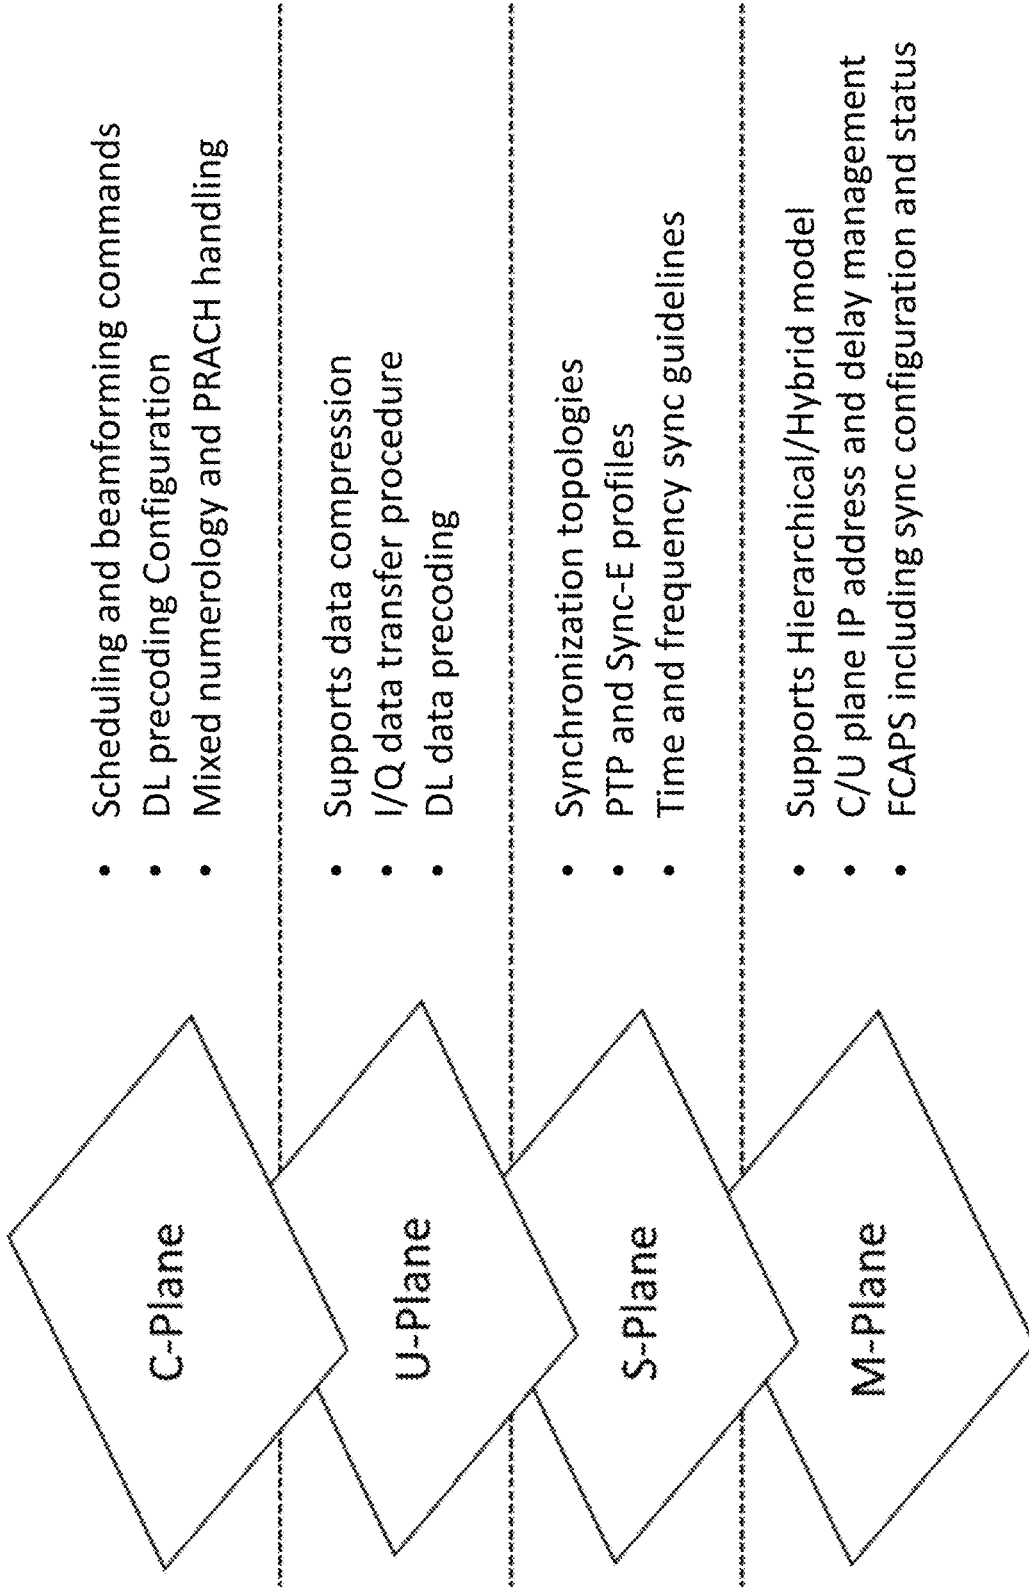 C-Plane
• Scheduling and beamforming commands
• DL precoding Configuration
• Mixed numerology and PRACH handling
U-Plane
• Supports data compression
• I/Q data transfer procedure
• DL data precoding
S-Plane
• Synchronization topologies
• PTP and Sync-E profiles
• Time and frequency sync guidelines
M-Plane
• Supports Hierarchical/Hybrid model
• C/U plane IP address and delay management
• FCAPS including sync configuration and status